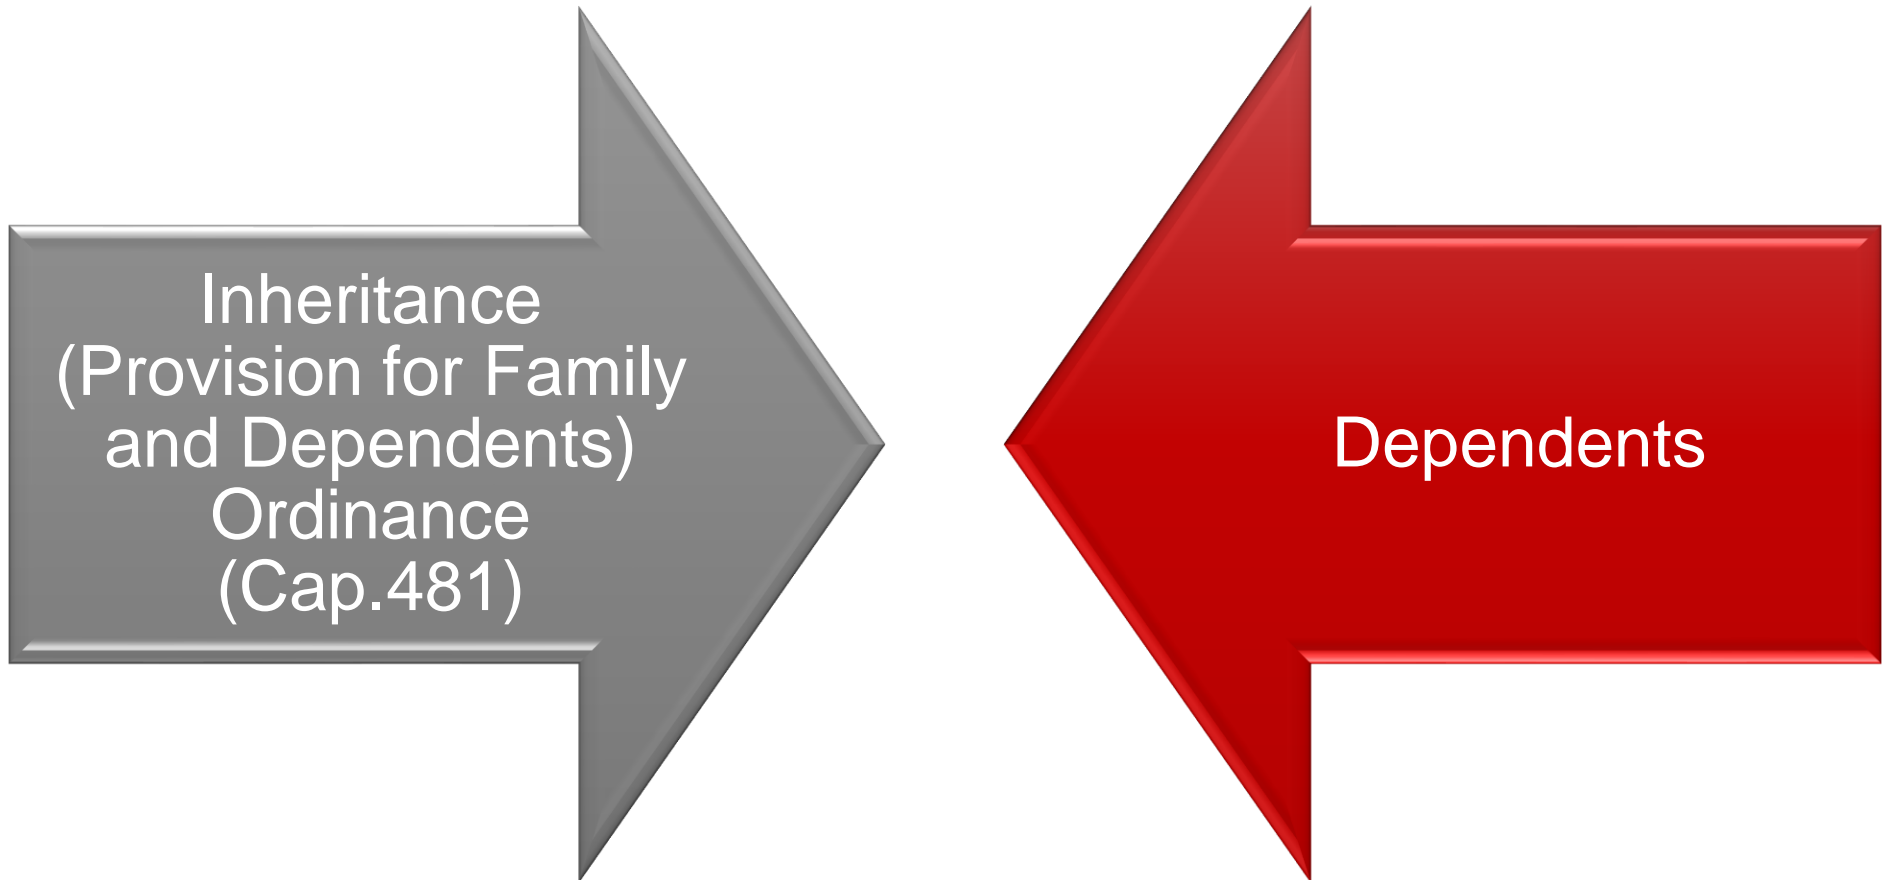 Inheritance
(Provision for Family
and Dependents)
Ordinance
(Cap.481)
Dependents